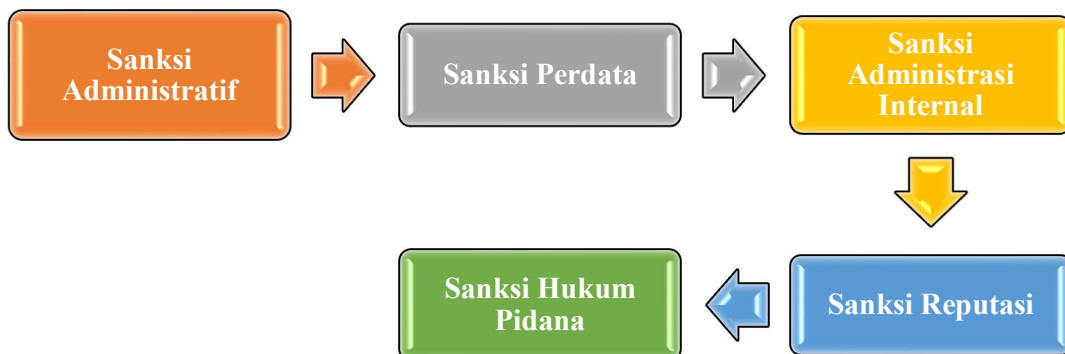 Sanksi
Administratif
Sanksi Perdata
Sanksi
Administrasi
Internal
Sanksi Reputasi
Sanksi Hukum
Pidana